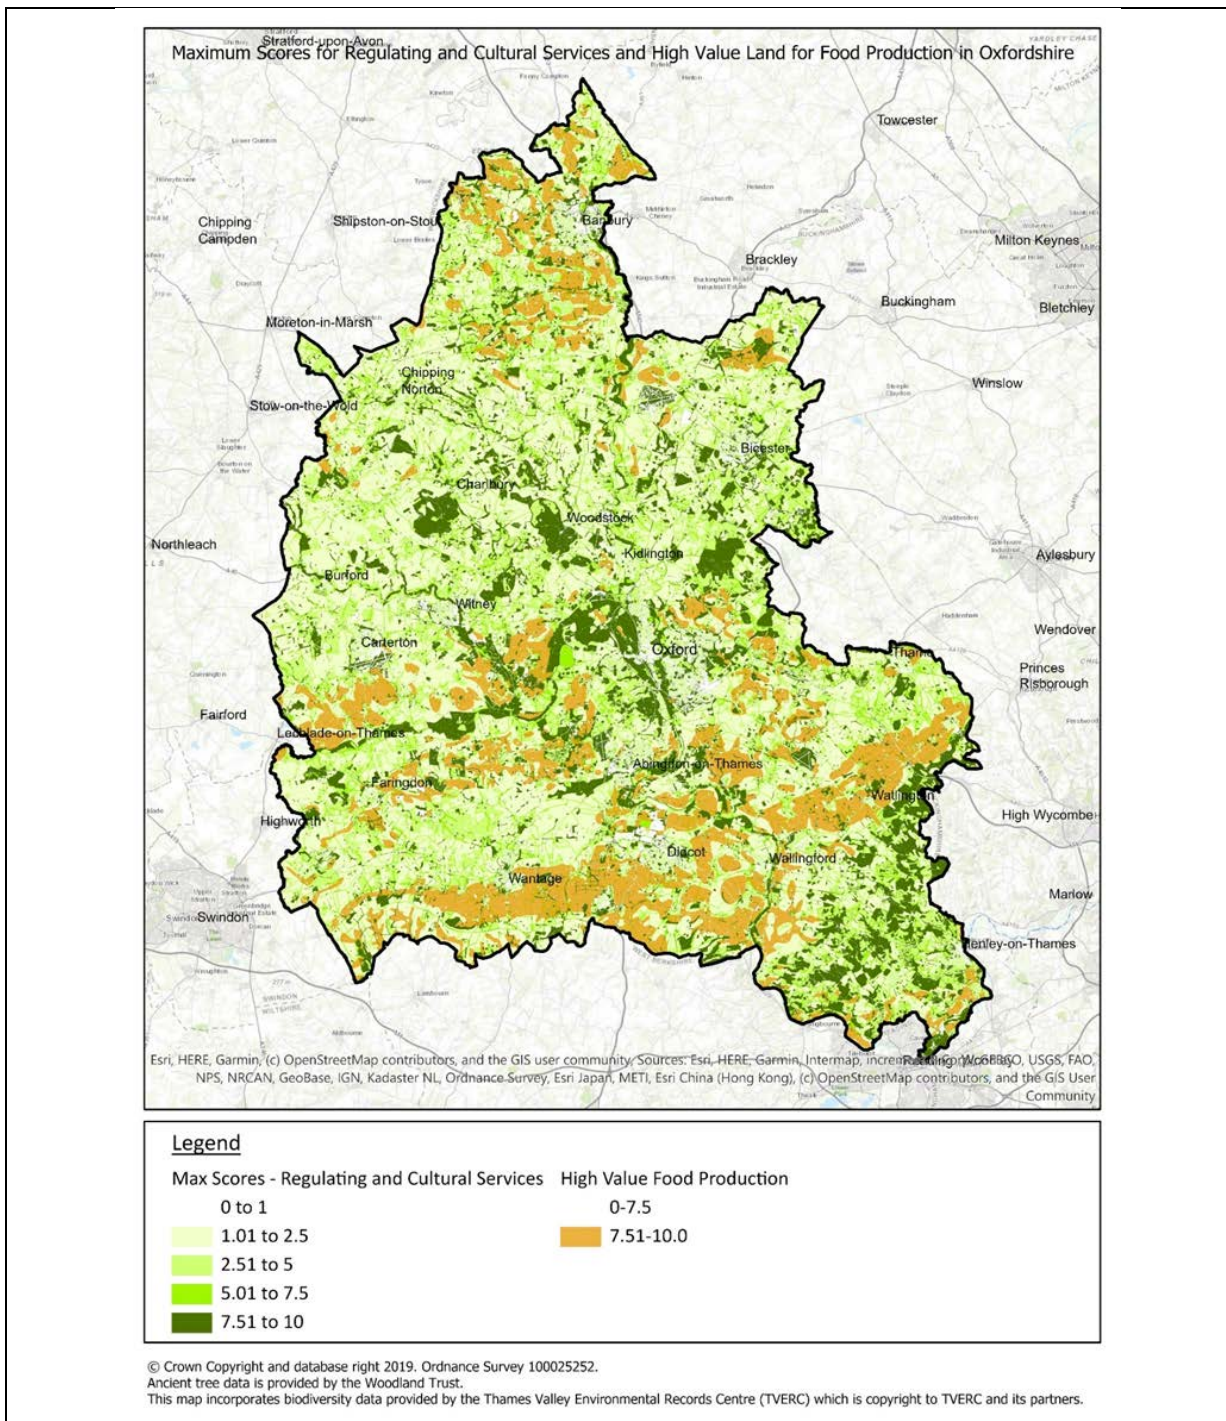 Stratford-upon-Avon
Maximum Scores for Regulating and Cultural Services and High Value Land for Food Production in Oxfordshire
Towcester
Chipping
Campden
Shipston-on-Stour
Banbury
Milton Keynes
Brackley
Buckingham
Bletchley
Moreton-in-Marsh
Chipping
Norton
Winslow
Stow-on-the-Wold
Bicester
Charlbury
Woodstock
Northleach
Kidlington
Aylesbury
Burford
Witney
Wendover
Carterton
Oxford
Thame
Princes
Risborough
Fairford
Lechlade-on-Thames
Abingdon-on-Thames
Faringdon
Watlington
Highworth
High Wycombe
Didcot
Wallingford
Wantage
Marlow
Swindon
Henley-on-Thames
SWINDON
WILTSHIRE
Esri, HERE, Garmin, (c) OpenStreetMap contributors, and the GIS user community, Sources: Esri, HERE, Garmin, Intermap, increment P Corp., GEBCO, USGS, FAO,
NPS, NRCAN, GeoBase, IGN, Kadaster NL, Ordnance Survey, Esri Japan, METI, Esri China (Hong Kong), (c) OpenStreetMap contributors, and the GIS User
Community
Legend
Max Scores - Regulating and Cultural Services High Value Food Production
0 to 1 0-7.5
1.01 to 2.5 7.51-10.0
2.51 to 5
5.01 to 7.5
7.51 to 10
© Crown Copyright and database right 2019. Ordnance Survey 100025252.
Ancient tree data is provided by the Woodland Trust.
This map incorporates biodiversity data provided by the Thames Valley Environmental Records Centre (TVERC) which is copyright to TVERC and its partners.